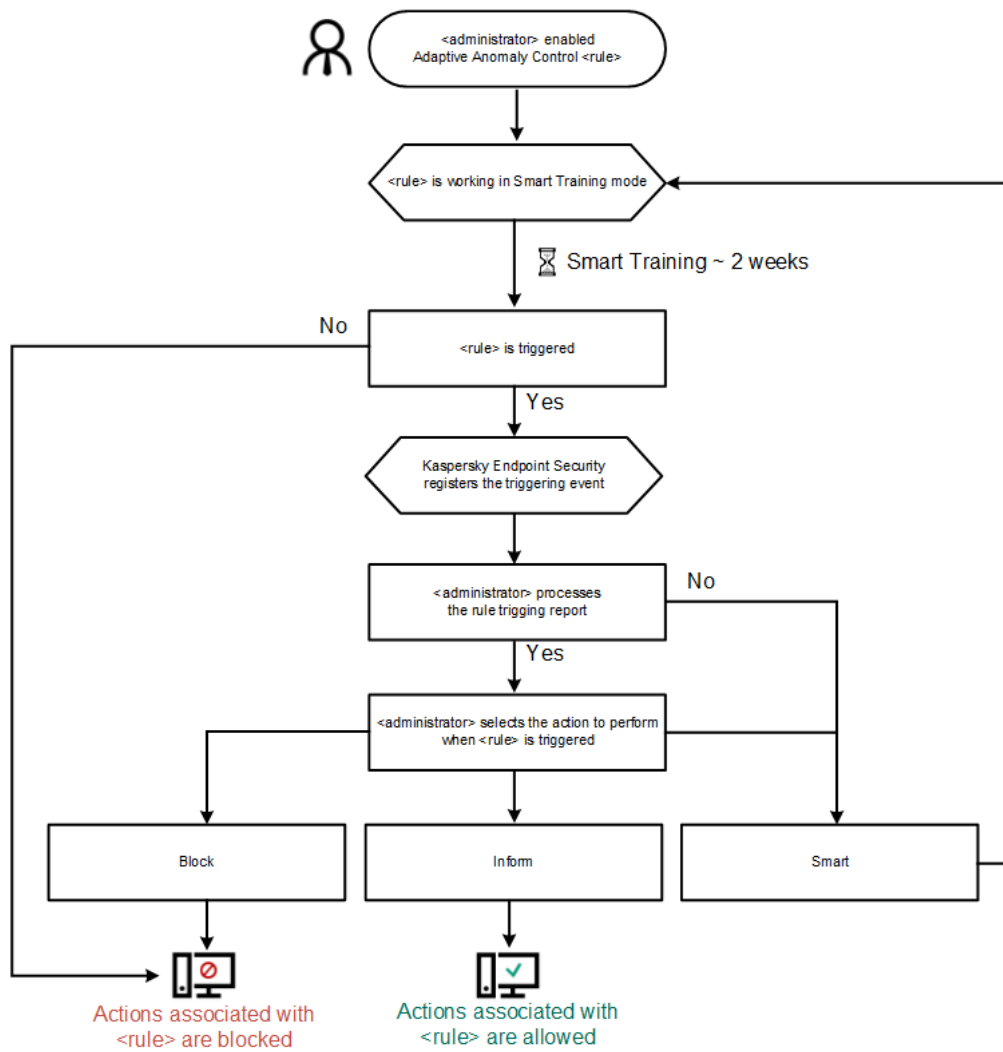 <administrator> enabled
Adaptive Anomaly Control <rule>
<rule> is working in Smart Training mode
Smart Training ~ 2 weeks
No
<rule> is triggered
Yes
Kaspersky Endpoint Security
registers the triggering event
<administrator> processes
the rule trigging report
No
Yes
<administrator> selects the action to perform
when <rule> is triggered
Block
Inform
Smart
Actions associated with
<rule> are blocked
Actions associated with
<rule> are allowed